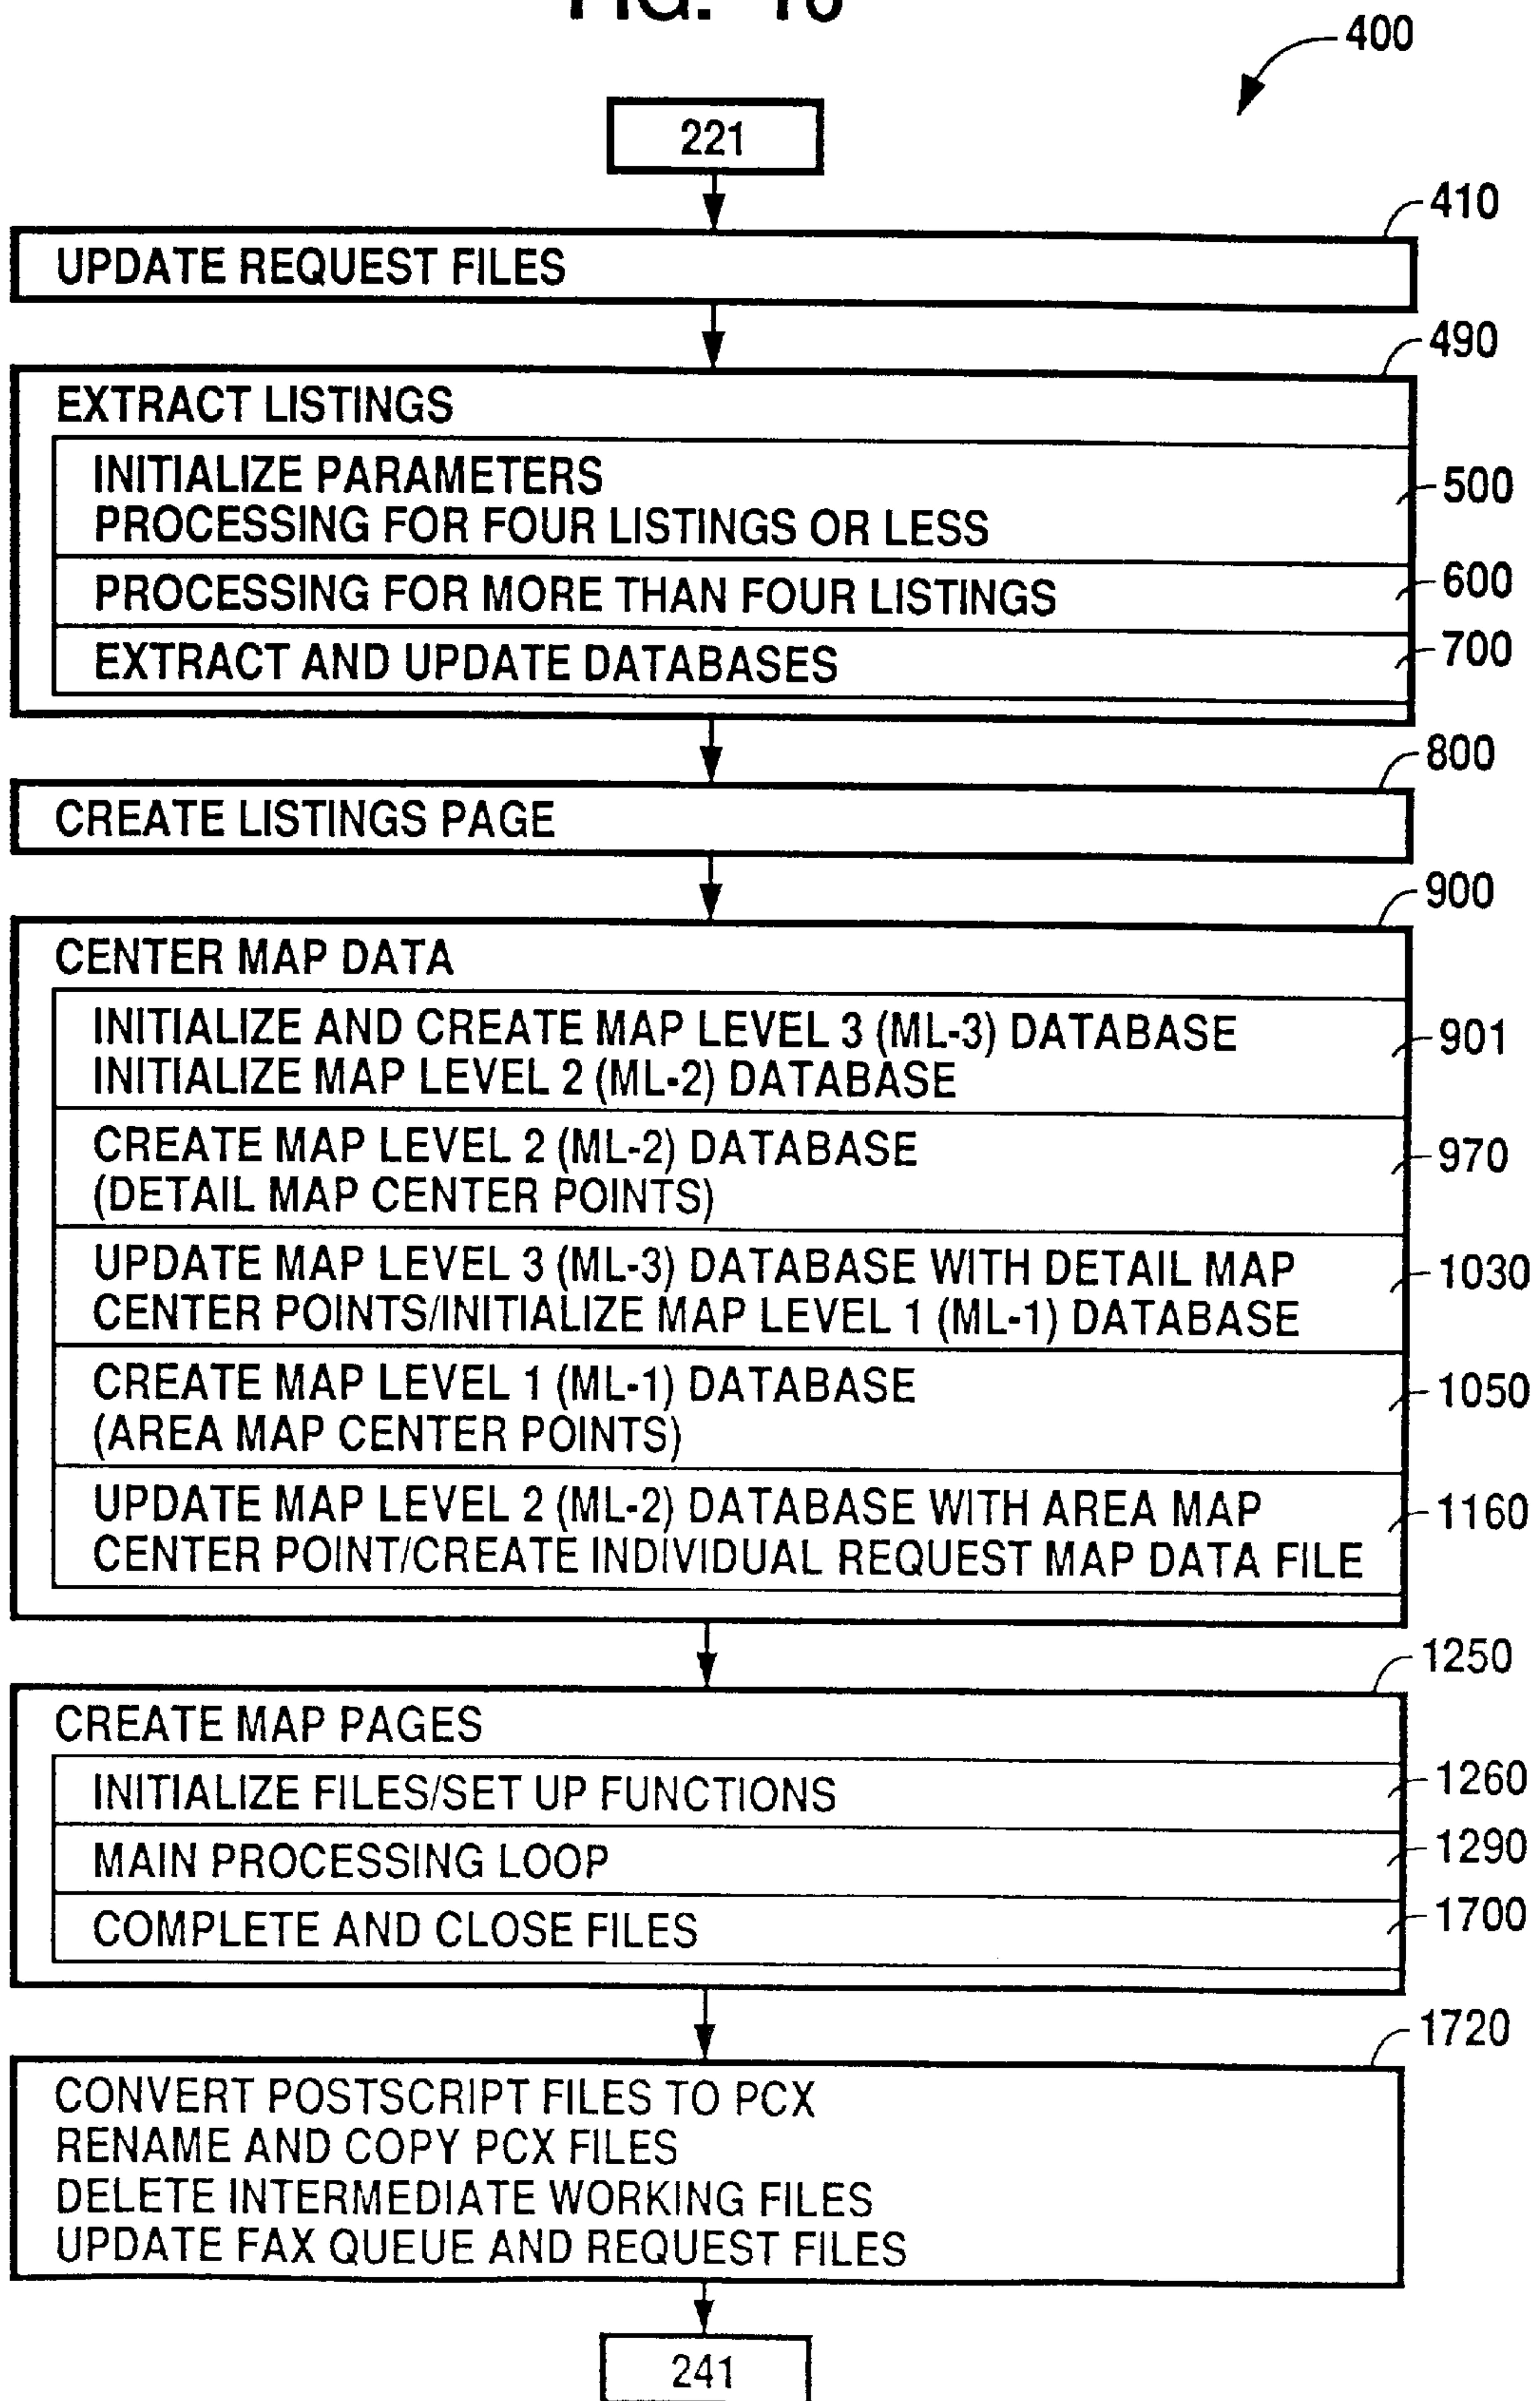 FIG.
400
221
410
UPDATE REQUEST FILES
490
EXTRACT LISTINGS
INITIALIZE PARAMETERS
PROCESSING FOR FOUR LISTINGS OR LESS
500
PROCESSING FOR MORE THAN FOUR LISTINGS
600
EXTRACT AND UPDATE DATABASES
700
800
CREATE LISTINGS PAGE
900
CENTER MAP DATA
INITIALIZE AND CREATE MAP LEVEL 3 (ML-3) DATABASE
INITIALIZE MAP LEVEL 2 (ML-2) DATABASE
901
CREATE MAP LEVEL 2 (ML-2) DATABASE
(DETAIL MAP CENTER POINTS)
970
UPDATE MAP LEVEL 3 (ML-3) DATABASE WITH DETAIL MAP
CENTER POINTS/INITIALIZE MAP LEVEL 1 (ML-1) DATABASE
1030
CREATE MAP LEVEL 1 (ML-1) DATABASE
(AREA MAP CENTER POINTS)
1050
UPDATE MAP LEVEL 2 (ML-2) DATABASE WITH AREA MAP
CENTER POINT/CREATE INDIVIDUAL REQUEST MAP DATA FILE
1160
1250
CREATE MAP PAGES
INITIALIZE FILES/SET UP FUNCTIONS
1260
MAIN PROCESSING LOOP
1290
COMPLETE AND CLOSE FILES
1700
1720
CONVERT POSTSCRIPT FILES TO PCX
RENAME AND COPY PCX FILES
DELETE INTERMEDIATE WORKING FILES
UPDATE FAX QUEUE AND REQUEST FILES
241